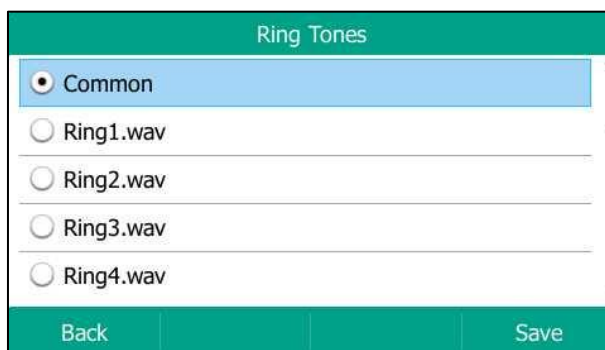 Ring Tones
Common
Ring1.wav
Ring2.wav
Ring3.wav
Ring4.wav
Back Save